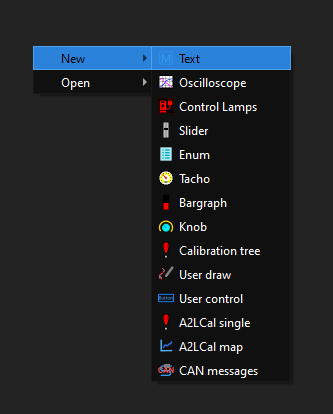 New
Open
Text
Oscilloscope
Control Lamps
Slider
Enum
Tacho
Bargraph
Knob
Calibration tree
User draw
User control
A2LCal single
A2LCal map
CAN messages